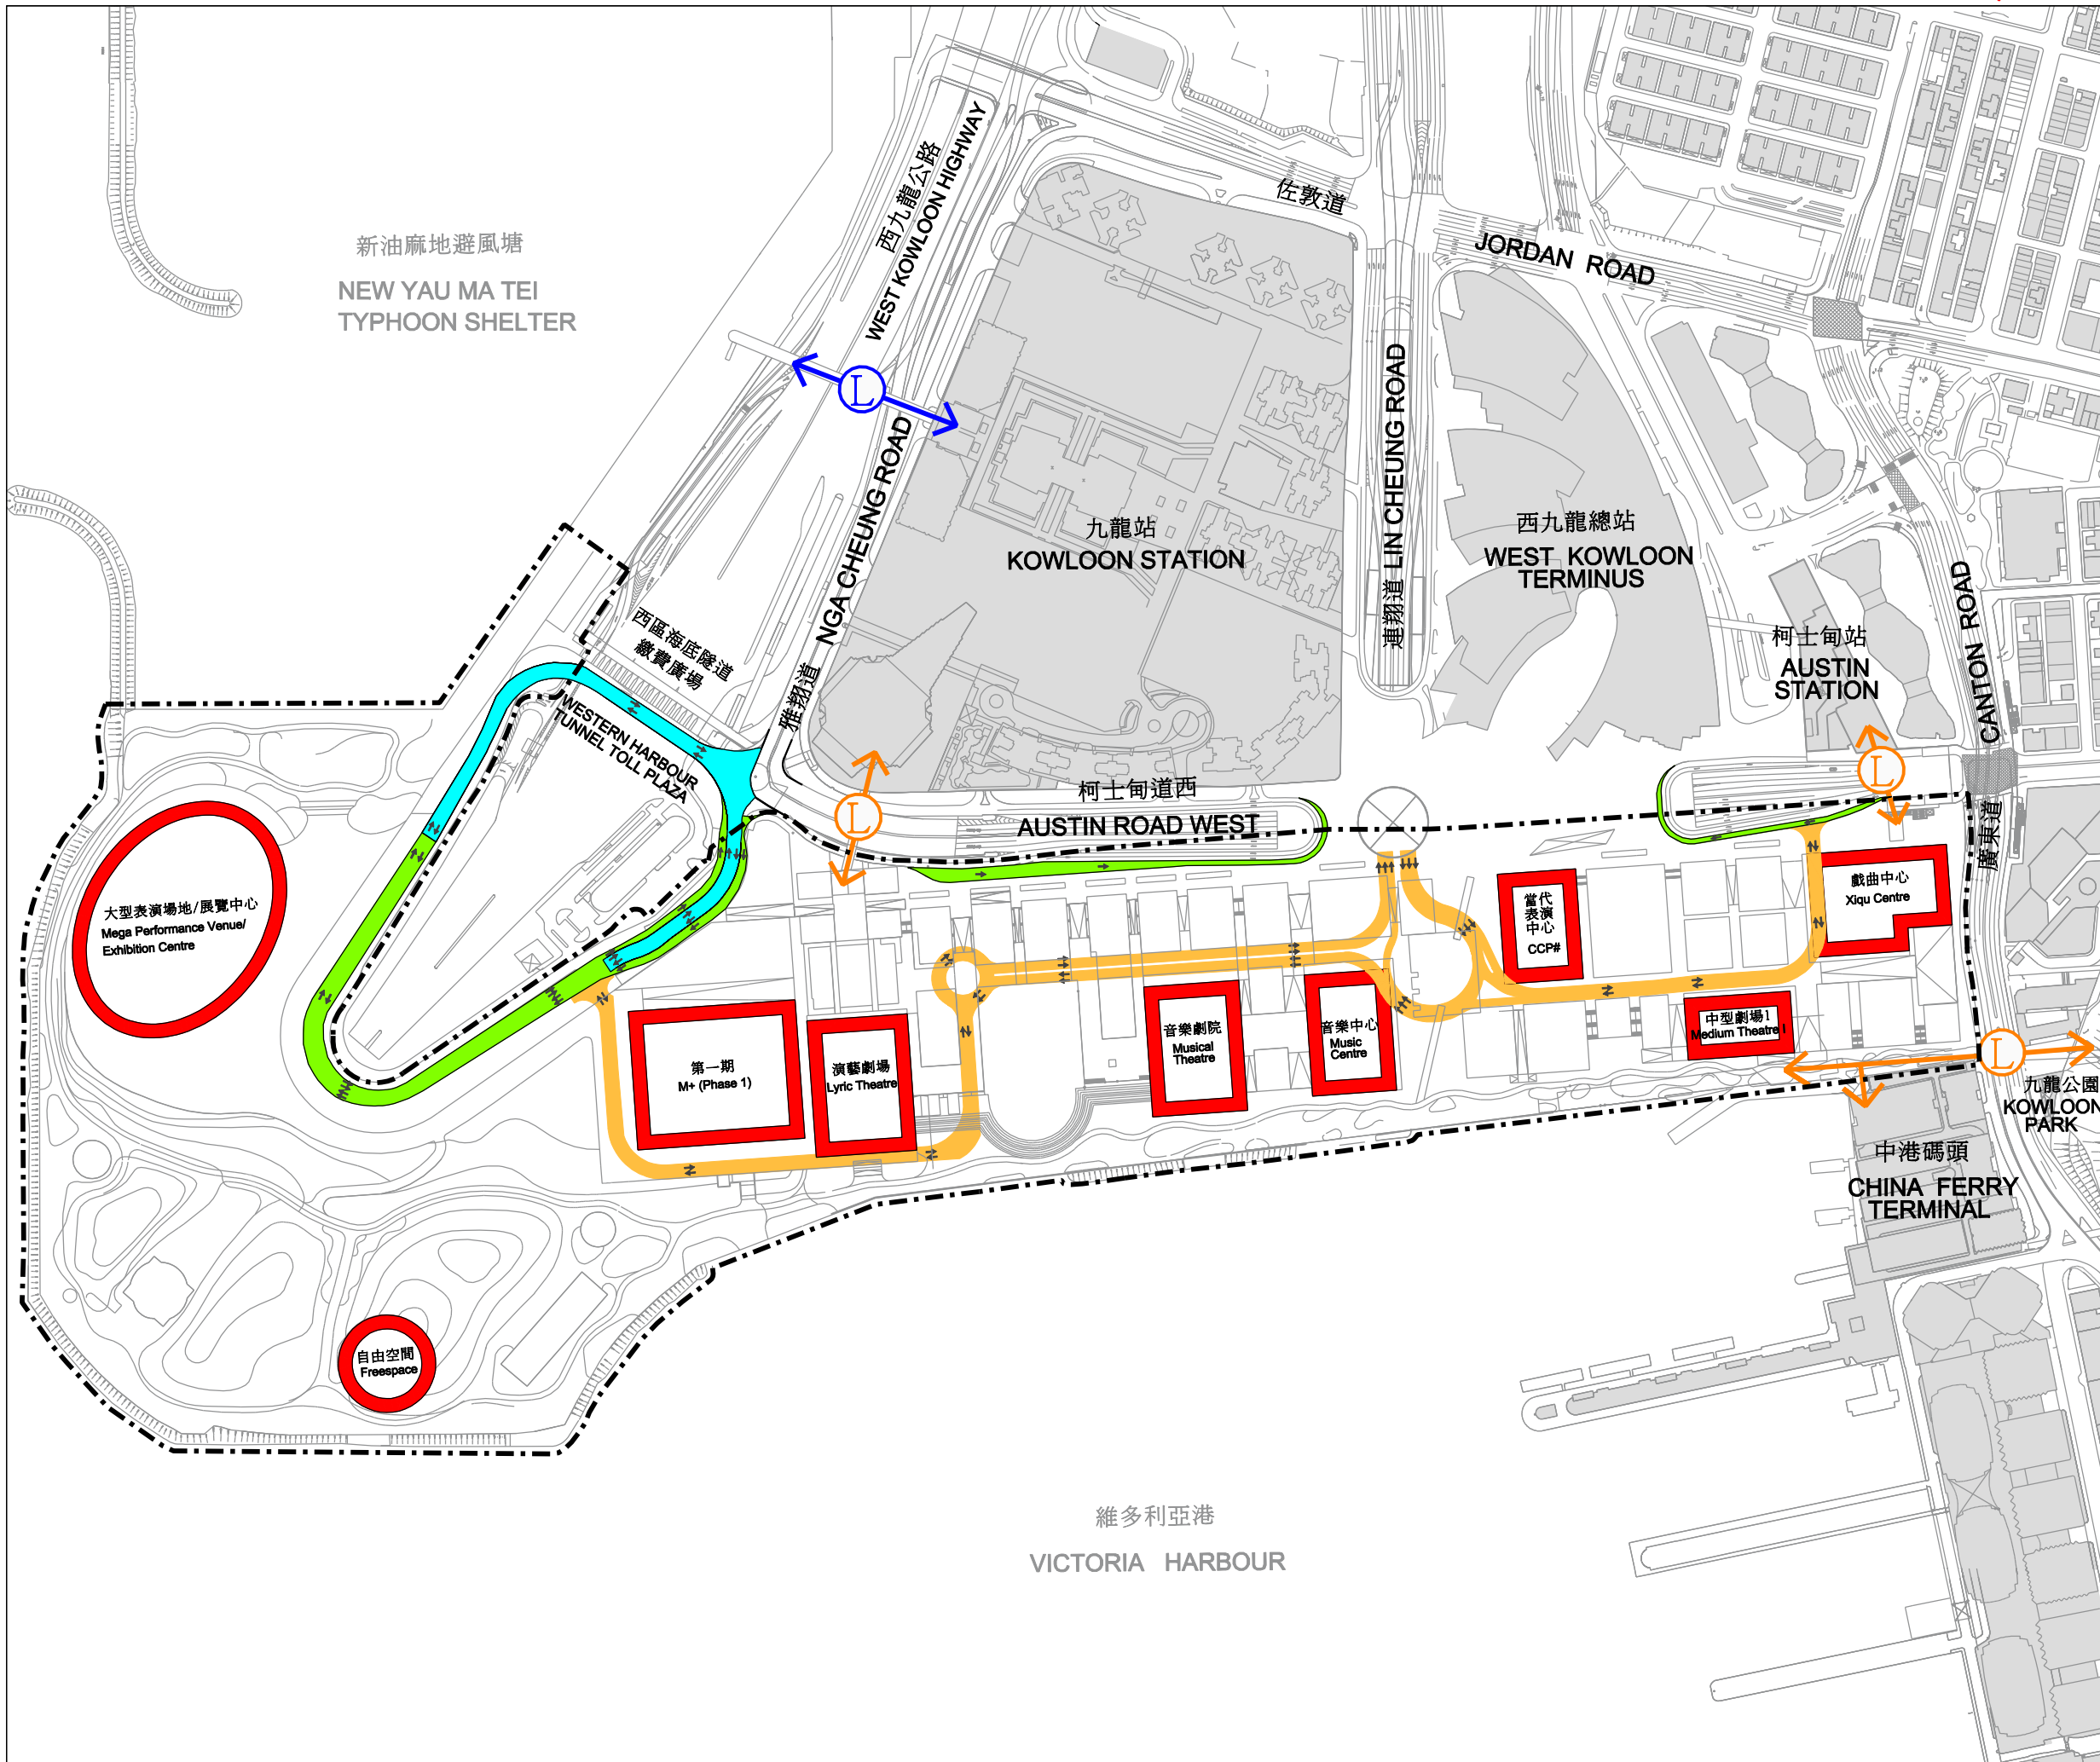 新油麻地避風塘
NEW YAU MA TEI
TYPHOON SHELTER
西九龍公路
WEST KOWLOON HIGHWAY
佐敦道
JORDAN ROAD
L
雅翔道 NGA CHEUNG ROAD
九龍站
KOWLOON STATION
連翔道 LIN CHEUNG ROAD
西九龍總站
WEST KOWLOON
TERMINUS
柯士甸站
AUSTIN
STATION
CANTON ROAD
廣東道
西區海底隧道
繳費廣場
WESTERN HARBOUR
TUNNEL TOLL PLAZA
L
柯士甸道西
AUSTIN ROAD WEST
L
大型表演場地/展覽中心
Mega Performance Venue/
Exhibition Centre
當代
表演
中心
CCP#
戲曲中心
Xiqu Centre
第一期
M+ (Phase 1)
演藝劇場
Lyric Theatre
音樂劇院
Musical
Theatre
音樂中心
Music
Centre
中型劇場1
Medium Theatre I
L
九龍公園
KOWLOON
PARK
中港碼頭
CHINA FERRY
TERMINAL
自由空間
Freespace
維多利亞港
VICTORIA HARBOUR